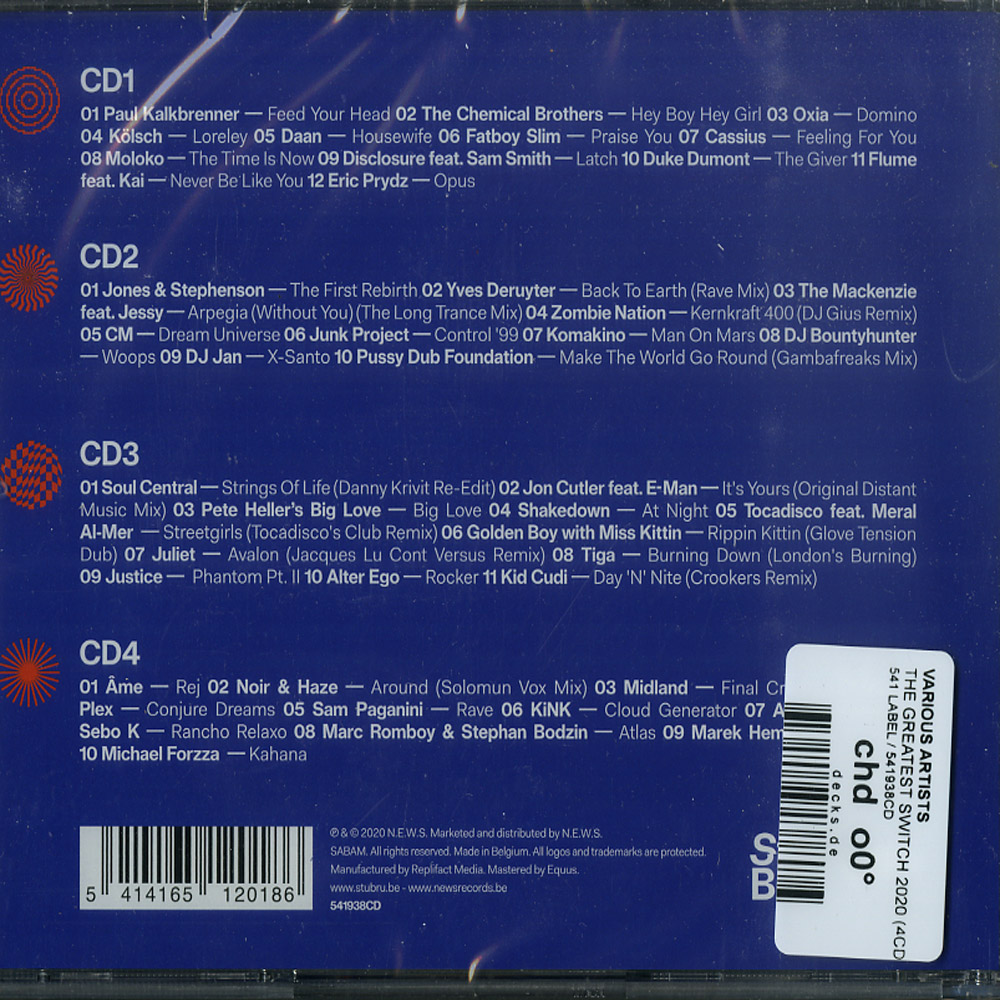 CD1
01 Paul Kalkbrenner — Feed Your Head 02 The Chemical Brothers — Hey Boy Hey Girl 03 Oxia — Domino
04 Kölsch — Loreley 05 Daan — Housewife 06 Fatboy Slim — Praise You 07 Cassius — Feeling For You
08 Moloko — The Time Is Now 09 Disclosure feat. Sam Smith — Latch 10 Duke Dumont — The Giver 11 Flume
feat. Kai — Never Be Like You 12 Eric Prydz — Opus
CD2
01 Jones & Stephenson — The First Rebirth 02 Yves Deruyter — Back To Earth (Rave Mix) 03 The Mackenzie
feat. Jessy — Arpegia (Without You) (The Long Trance Mix) 04 Zombie Nation — Kernkraft 400 (DJ Gius Remix)
05 CM — Dream Universe 06 Junk Project — Control '99 07 Komakino — Man On Mars 08 DJ Bountyhunter
— Woops 09 DJ Jan — X-Santo 10 Pussy Dub Foundation — Make The World Go Round (Gambafreaks Mix)
CD3
01 Soul Central — Strings Of Life (Danny Krivit Re-Edit) 02 Jon Cutler feat. E-Man — It's Yours (Original Distant
Music Mix) 03 Pete Heller's Big Love — Big Love 04 Shakedown — At Night 05 Tocadisco feat. Meral
Al-Mer — Streetgirls (Tocadisco's Club Remix) 06 Golden Boy with Miss Kittin — Rippin Kittin (Glove Tension
Dub) 07 Juliet — Avalon (Jacques Lu Cont Versus Remix) 08 Tiga — Burning Down (London's Burning)
09 Justice — Phantom Pt. II 10 Alter Ego — Rocker 11 Kid Cudi — Day 'N' Nite (Crookers Remix)
CD4
01 Âme — Rej 02 Noir & Haze — Around (Solomun Vox Mix) 03 Midland — Final
Plex — Conjure Dreams 05 Sam Paganini — Rave 06 KiNK — Cloud Generator 07
Sebo K — Rancho Relaxo 08 Marc Romboy & Stephan Bodzin — Atlas 09 Marek
10 Michael Forzza — Kahana
5 414165 120186
℗ & © 2020 N.E.W.S. Marketed and distributed by N.E.W.S.
SABAM. All rights reserved. Made in Belgium. All logos and trademarks are protected.
Manufactured by Replifact Media. Mastered by Equus.
www.stubru.be - www.newsrecords.be
541938CD
VARIOUS ARTISTS
THE GREATEST SWITCH 2020 (4CD
541 LABEL / 541938CD
chd oO°
decks.de